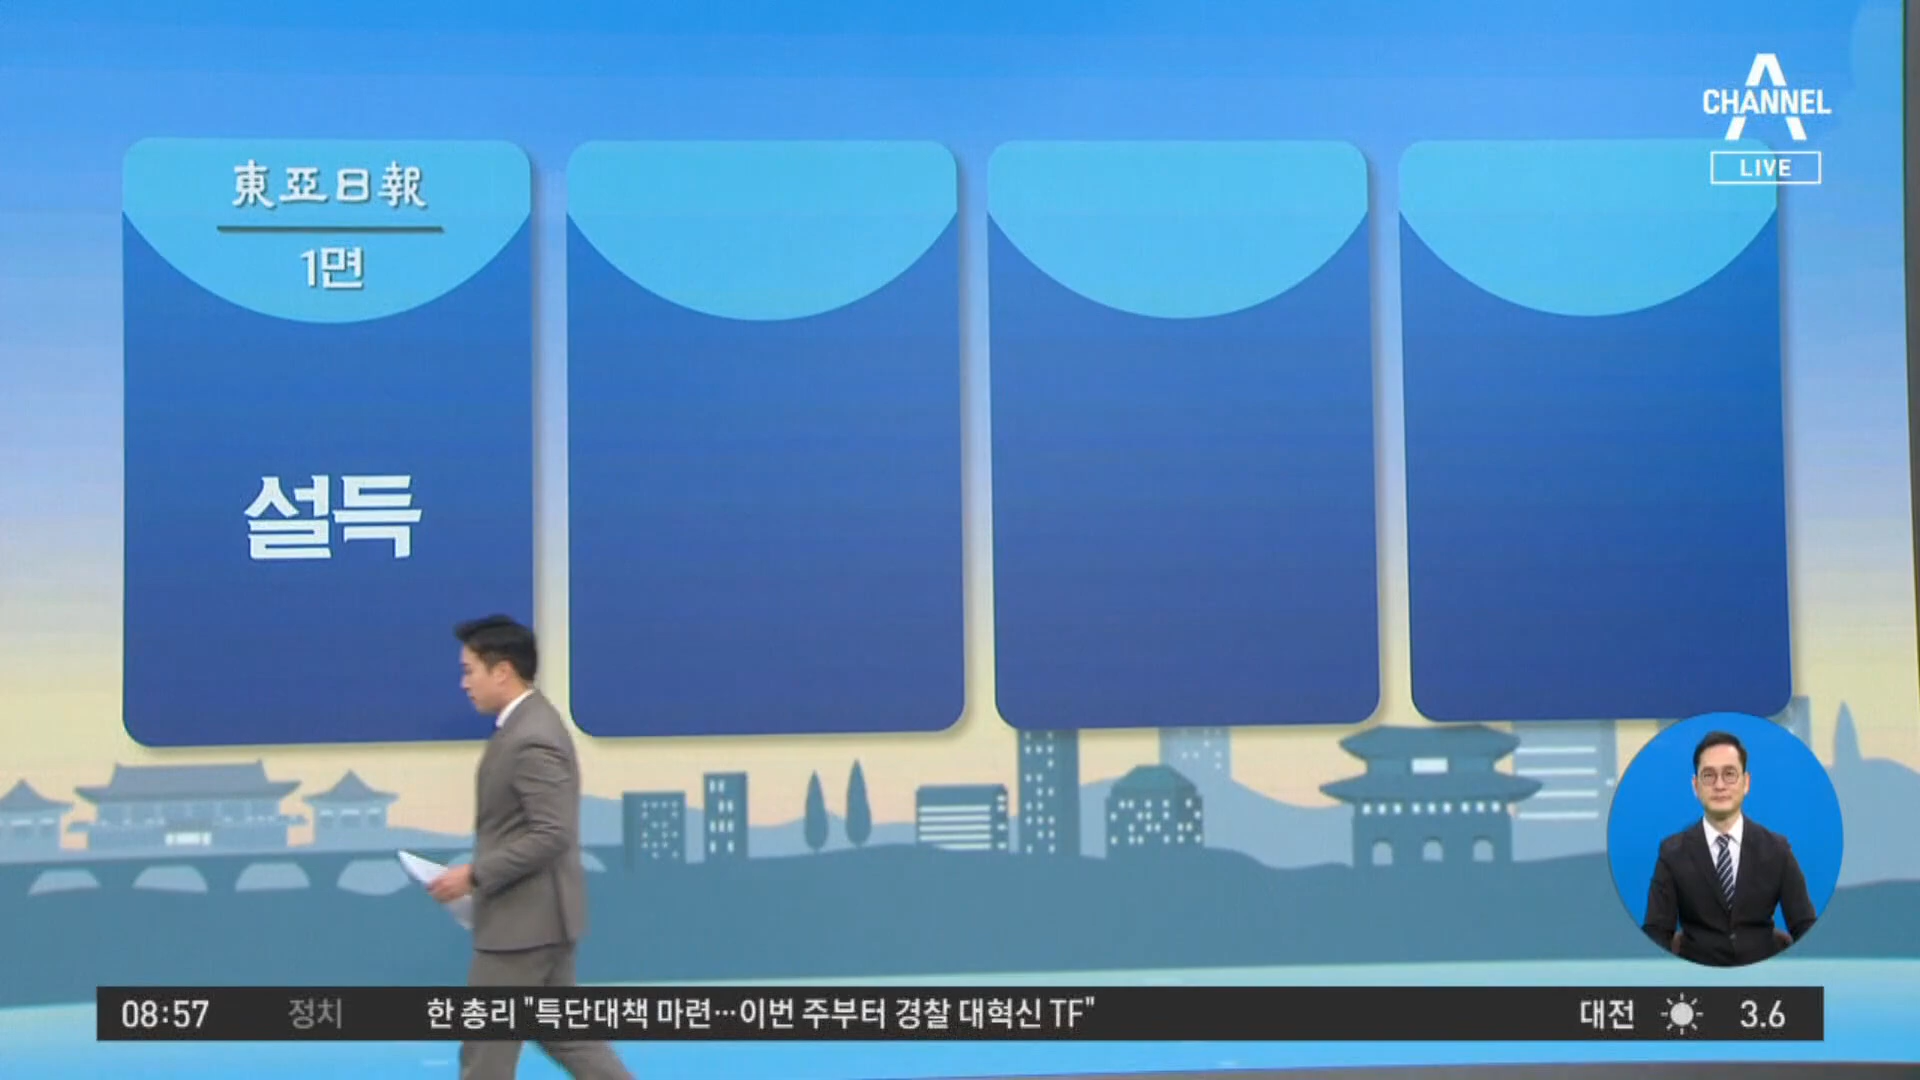 CHANNEL A
LIVE
東亞日報
1면
설득
08:57 정치 한 총리 "특단대책 마련…이번 주부터 경찰 대혁신 TF" 대전 3.6